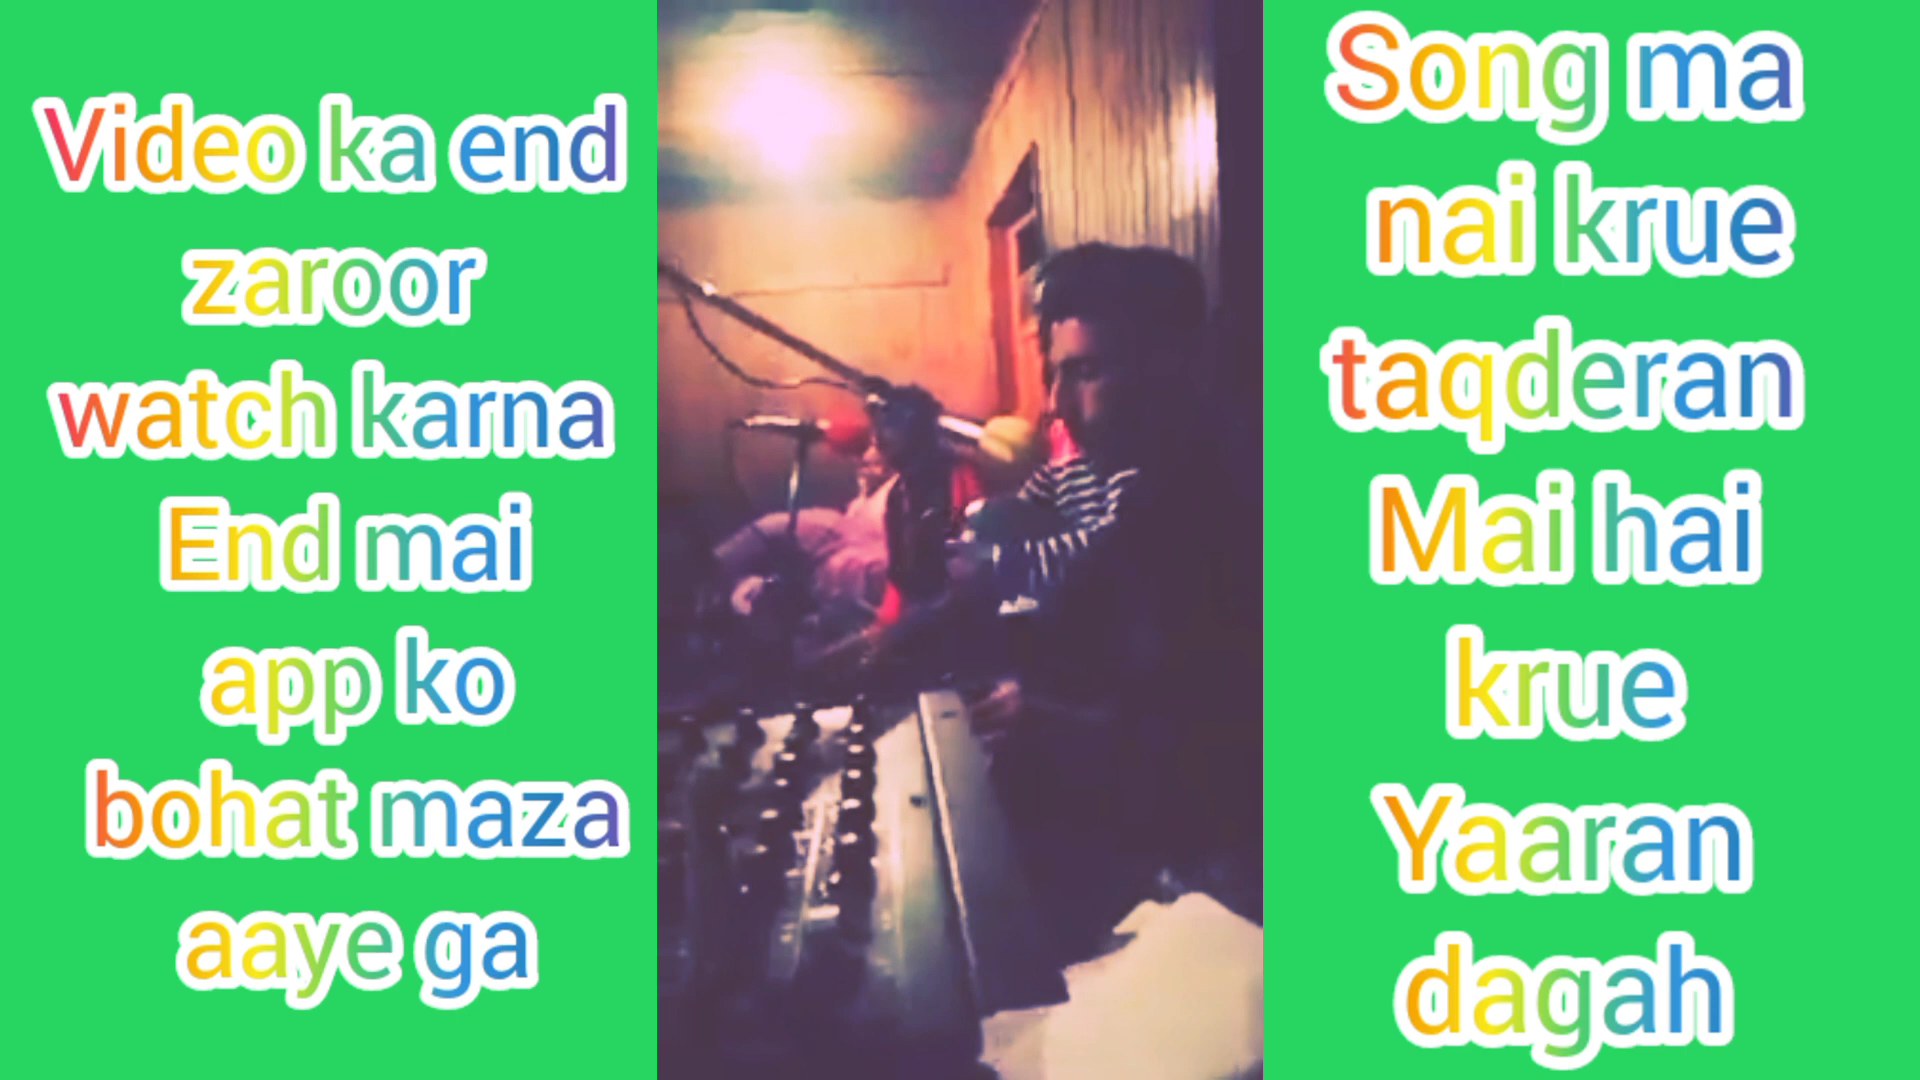 Video ka end
zaroor
watch karna
End mai
app ko
bohat maza
aaye ga
Song ma
nai krue
taqderan
Mai hai
krue
Yaaran
dagah